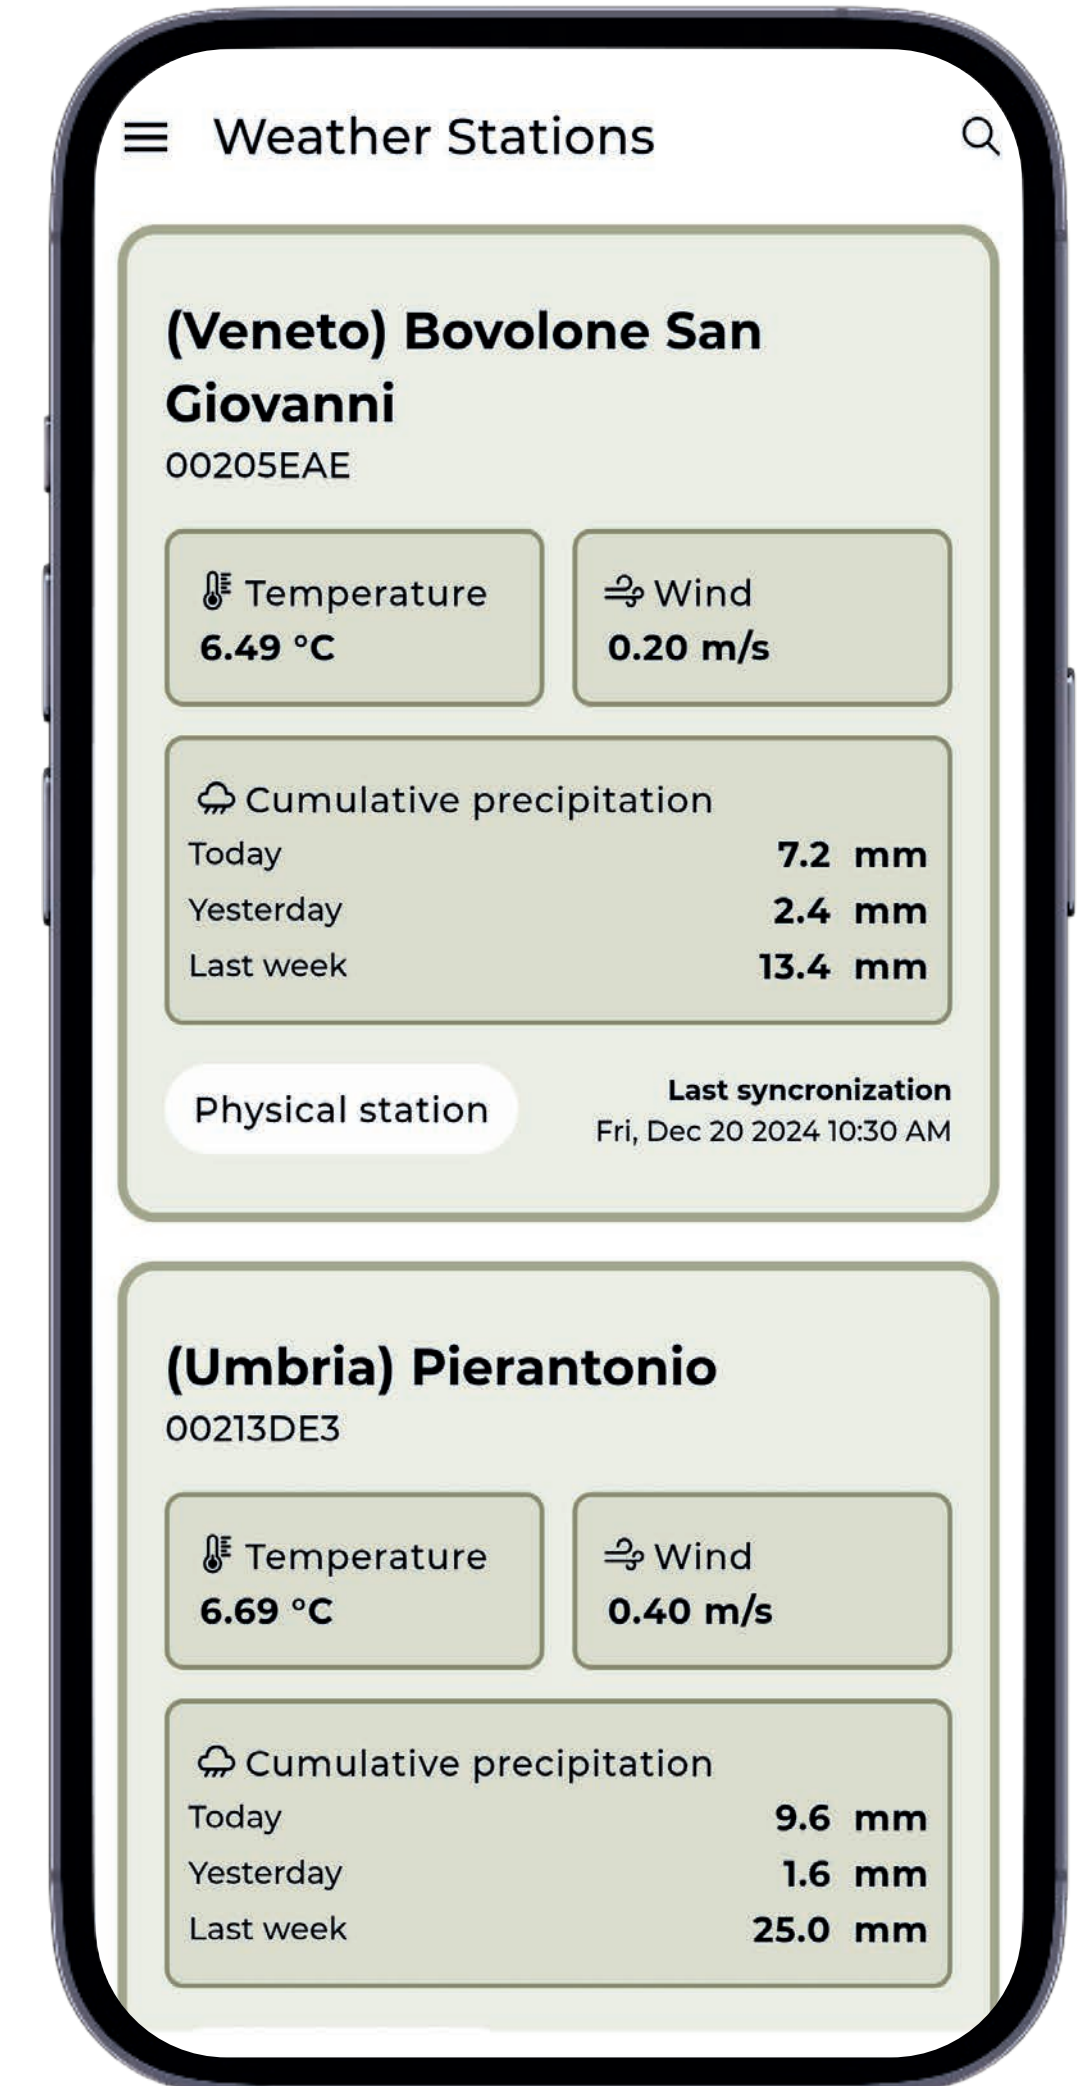 Weather Stations
(Veneto) Bovolone San
Giovanni
00205EAE
Temperature
6.49 °C
Wind
0.20 m/s
Cumulative precipitation
Today 7.2 mm
Yesterday 2.4 mm
Last week 13.4 mm
Physical station
Last syncronization
Fri, Dec 20 2024 10:30 AM
(Umbria) Pierantonio
00213DE3
Temperature
6.69 °C
Wind
0.40 m/s
Cumulative precipitation
Today 9.6 mm
Yesterday 1.6 mm
Last week 25.0 mm